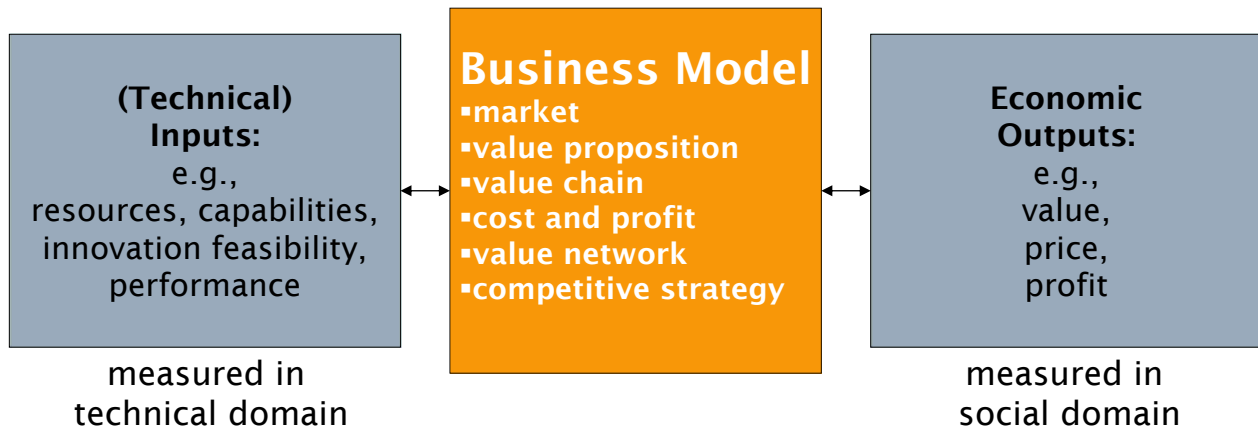 (Technical)
Inputs:
e.g.,
resources, capabilities,
innovation feasibility,
performance
measured in
technical domain
Business Model
▪market
▪value proposition
▪value chain
▪cost and profit
▪value network
▪competitive strategy
Economic
Outputs:
e.g.,
value,
price,
profit
measured in
social domain